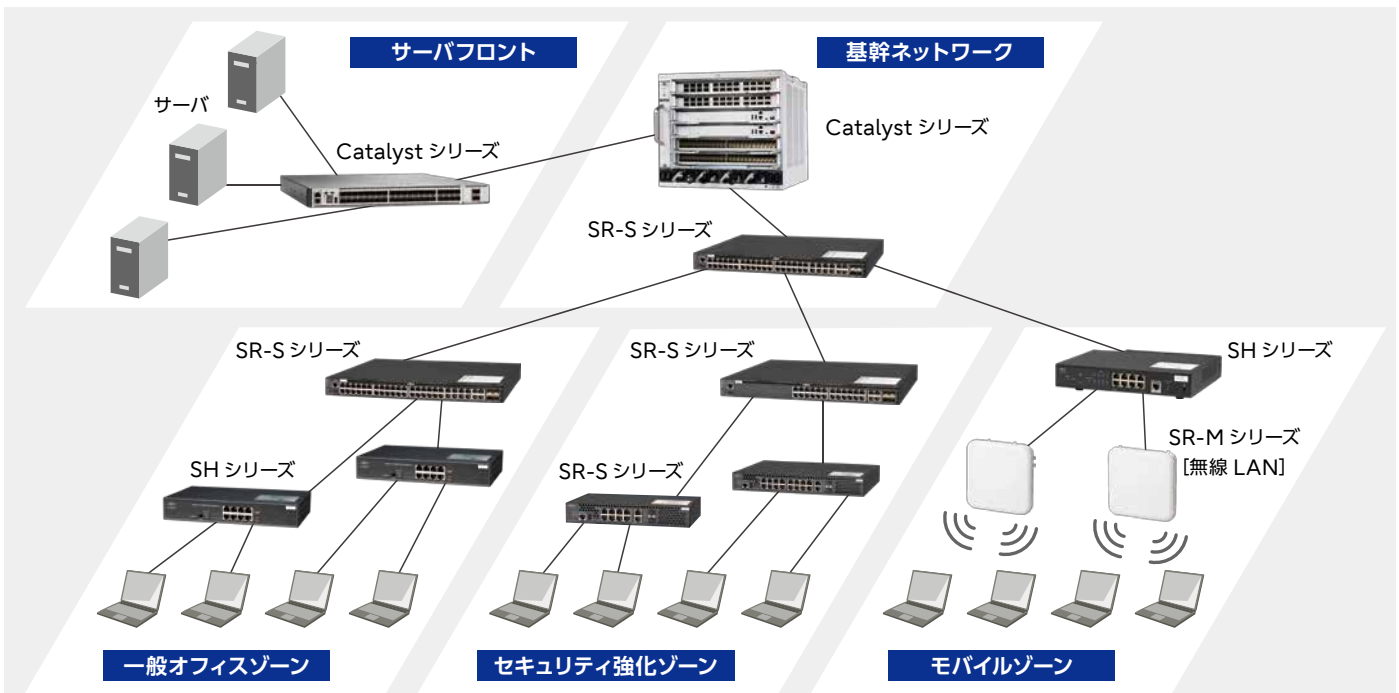 サーバフロント
基幹ネットワーク
サーバ
Catalyst シリーズ
Catalyst シリーズ
SR-S シリーズ
SR-S シリーズ
SR-S シリーズ
SH シリーズ
SH シリーズ
SR-S シリーズ
SR-M シリーズ
[無線 LAN]
一般オフィスゾーン
セキュリティ強化ゾーン
モバイルゾーン